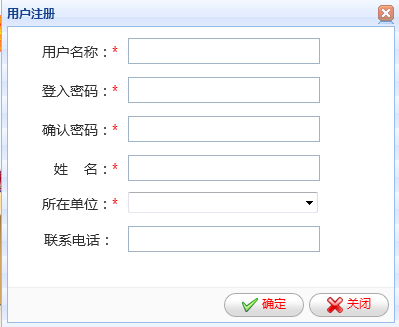 用户注册
用户名称：*
登入密码：*
确认密码：*
姓 名：*
所在单位：*
联系电话：
确定 关闭